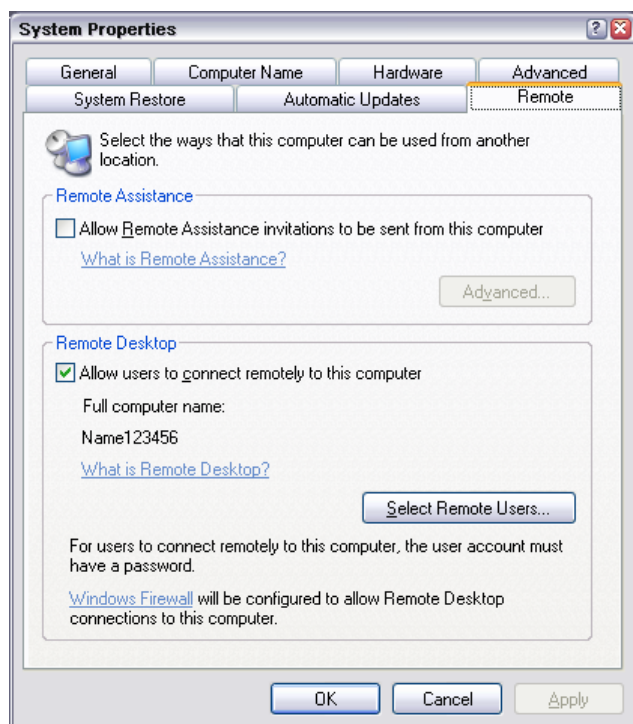 System Properties
General
Computer Name
Hardware
Advanced
System Restore
Automatic Updates
Remote
Select the ways that this computer can be used from another
location.
Remote Assistance
Allow Remote Assistance invitations to be sent from this computer
What is Remote Assistance?
Advanced...
Remote Desktop
Allow users to connect remotely to this computer
Full computer name:
Name123456
What is Remote Desktop?
Select Remote Users...
For users to connect remotely to this computer, the user account must
have a password.
Windows Firewall will be configured to allow Remote Desktop
connections to this computer.
OK
Cancel
Apply